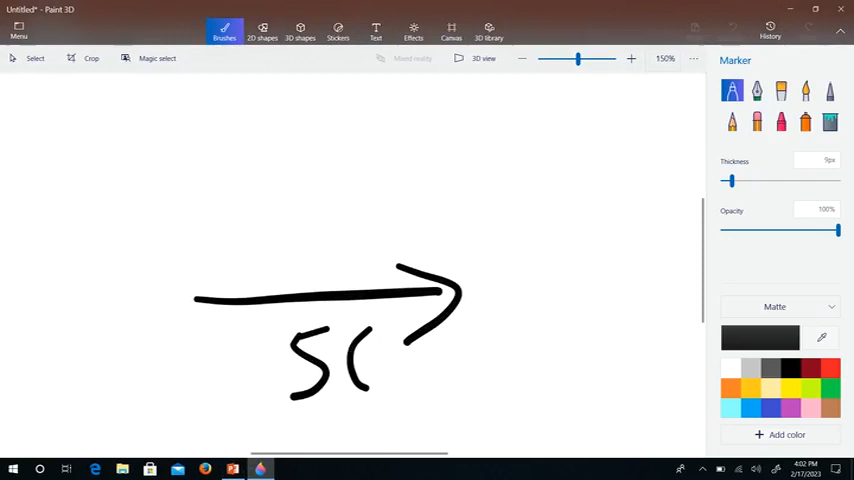 Untitled* - Paint 3D
Menu
Brushes
2D shapes
3D shapes
Stickers
Text
Effects
Canvas
3D library
History
Select
Crop
Magic select
Mixed reality
3D view
150%
Marker
Thickness
9px
Opacity
100%
Matte
Add color
5(
4:02 PM
2/17/2023